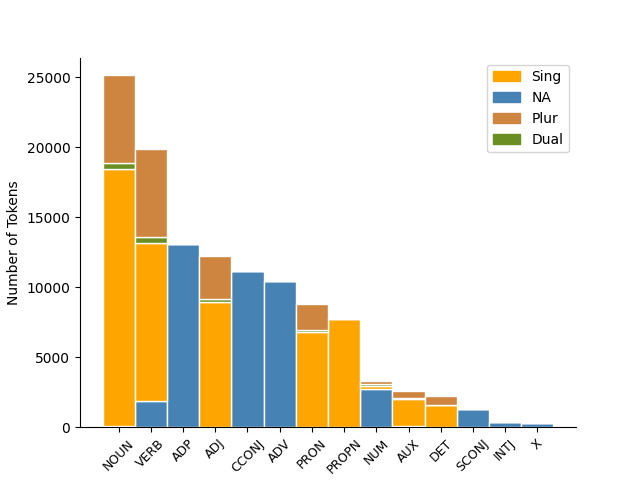 Sing
NA
Plur
Dual
25000
20000
15000
10000
5000
0
Number of Tokens
NOUN
VERB
ADP
ADJ
CCONJ
ADV
PRON
PROPN
NUM
AUX
DET
SCONJ
INTJ
X